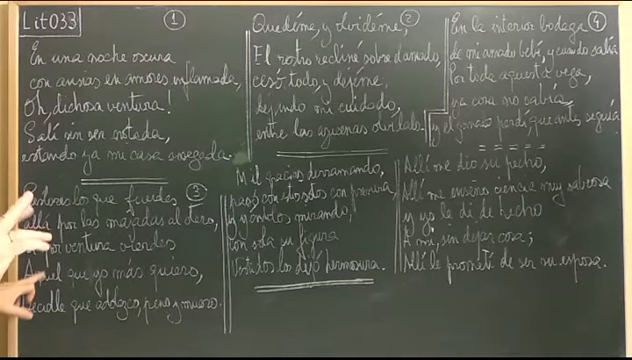 Lit033
1
En una noche oscura
con ansias en amores inflamada,
Oh, dichosa ventura!
Salí sin ser notada,
estando ya mi casa sosegada.
2
Quedéme, y olvidéme,
El rostro recliné sobre el amado,
cesó todo, y dejéme
dejando mi cuidado,
entre las azucenas olvidado.
3
Pastores los que fuerdes
allá por las majadas al otero,
si por ventura vierdes
Aquel que yo más quiero,
decidle que adolezco, peno y muero.
Mil gracias derramando,
pasó con estos sotos con premura,
y yéndolos mirando,
con sola su figura
Vestidos los dejó hermosura.
4
En la interior bodega
de mi amado bebí, y cuando salía
Por toda aquesta vega,
ya cosa no sabía,
y el ganado perdí, que antes seguía
Allí me dio su pecho,
Allí me enseñó ciencia muy sabrosa
y yo le di de hecho
A mí, sin dejar cosa;
Allí le prometí de ser su esposa.